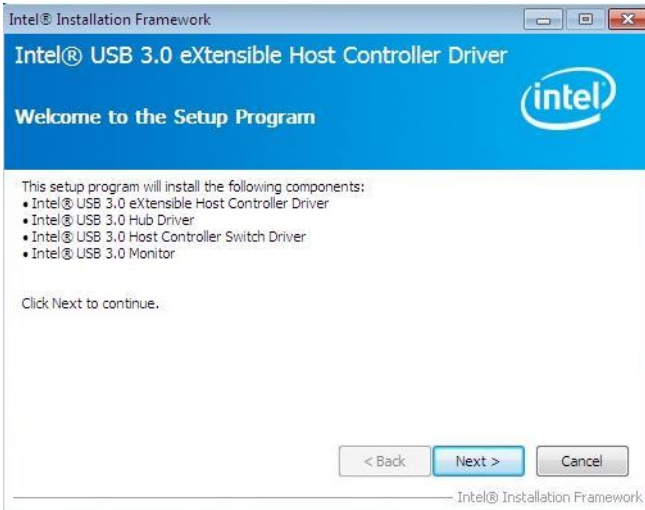 Intel® Installation Framework
Intel® USB 3.0 eXtensible Host Controller Driver
Welcome to the Setup Program
intel
This setup program will install the following components:
• Intel® USB 3.0 eXtensible Host Controller Driver
• Intel® USB 3.0 Hub Driver
• Intel® USB 3.0 Host Controller Switch Driver
• Intel® USB 3.0 Monitor
Click Next to continue.
< Back Next > Cancel
Intel® Installation Framework